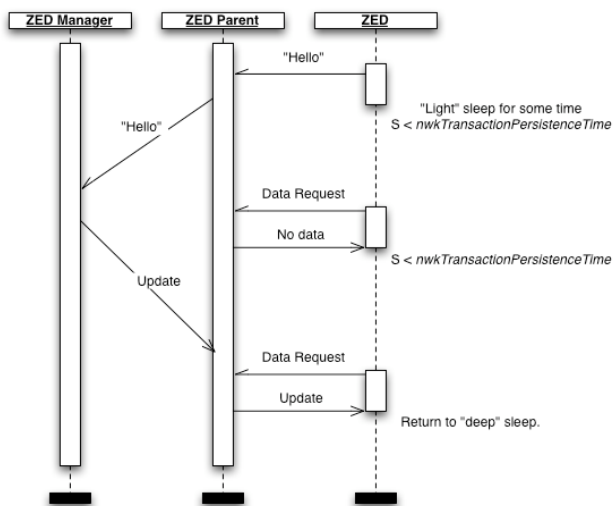 ZED Manager
ZED Parent
ZED
"Hello"
"Light" sleep for some time
S < nwkTransactionPersistenceTime
"Hello"
Data Request
No data
S < nwkTransactionPersistenceTime
Update
Data Request
Update
Return to "deep" sleep.